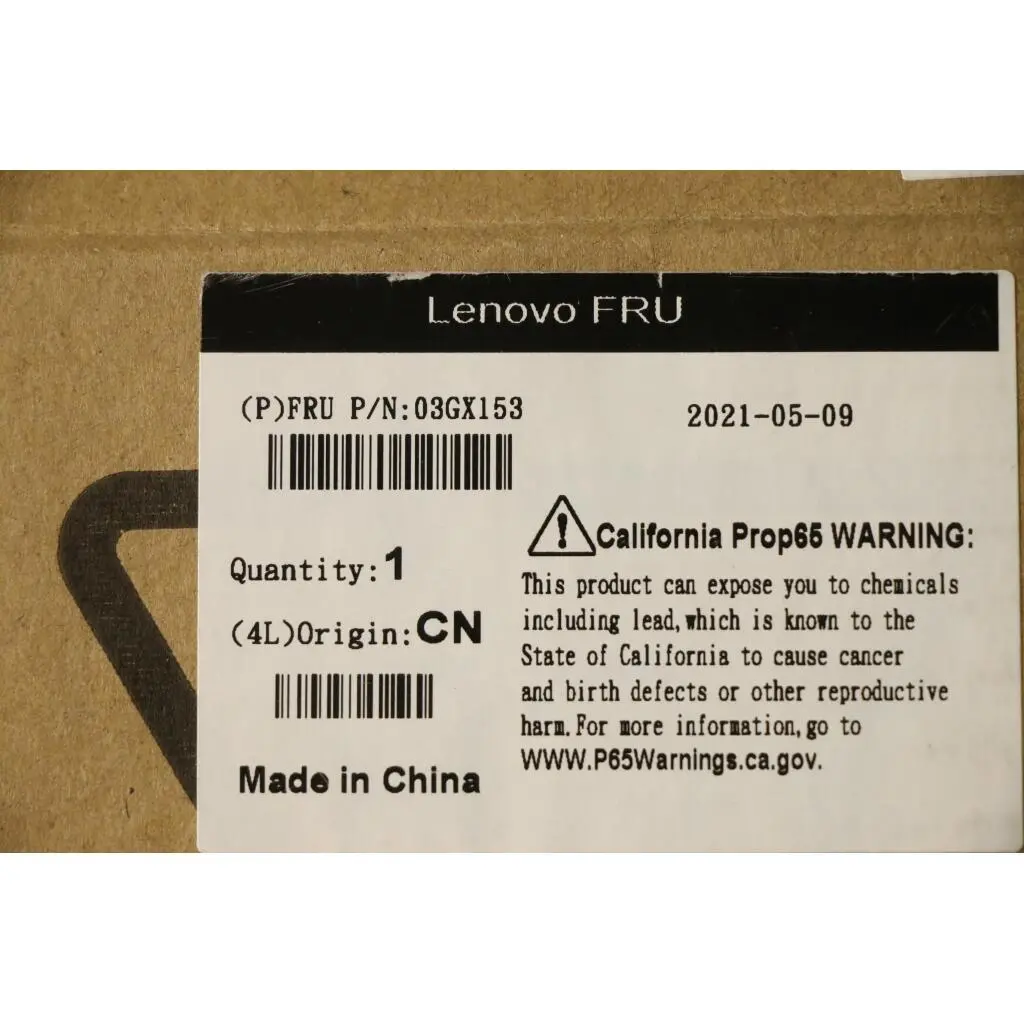 Lenovo FRU
(P)FRU P/N:03GX153
2021-05-09
Quantity:1
(4L)Origin:CN
Made in China
California Prop65 WARNING:
This product can expose you to chemicals
including lead,which is known to the
State of California to cause cancer
and birth defects or other reproductive
harm.For more information,go to
WWW.P65Warnings.ca.gov.